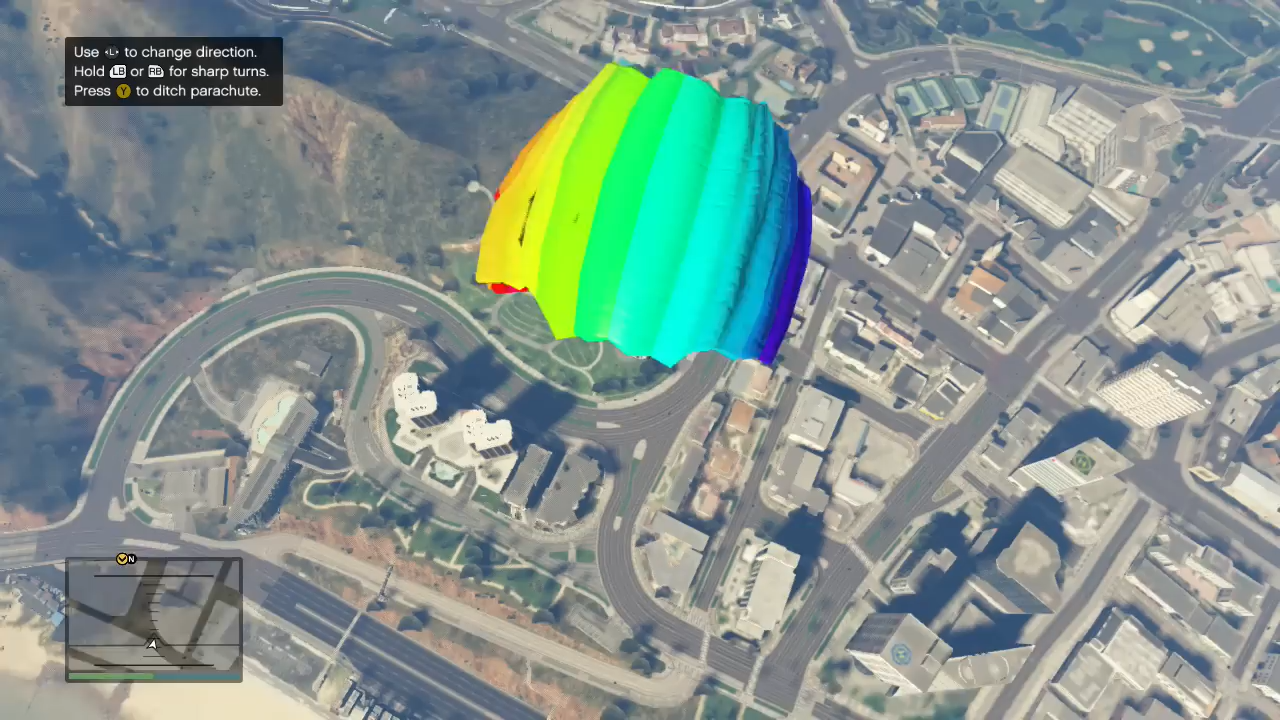 Use L to change direction.
Hold LB or RB for sharp turns.
Press Y to ditch parachute.
N